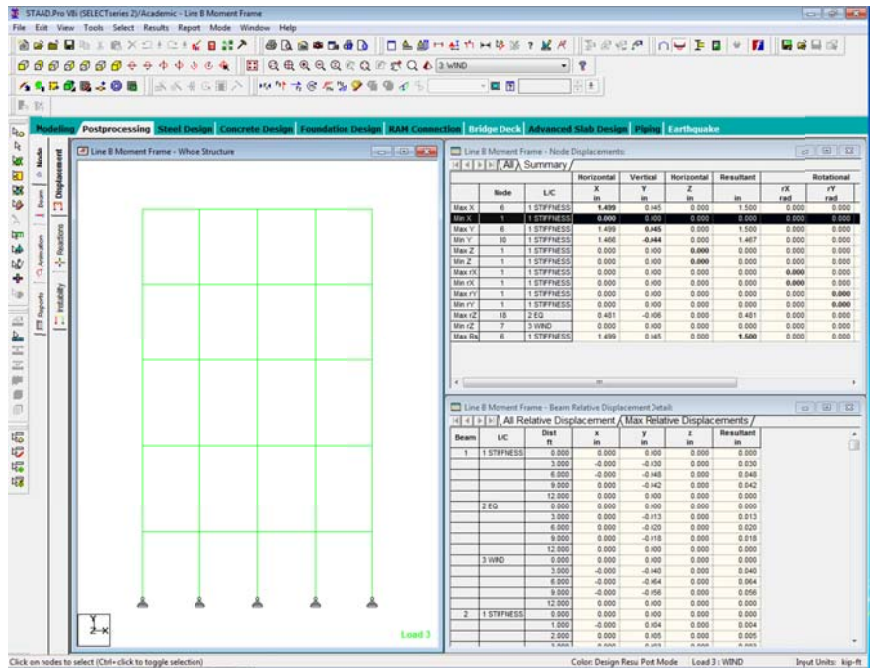 STAAD.Pro V8i (SELECTseries 2)/Academic - Line B Moment Frame
File Edit View Tools Select Results Report Mode Window Help
3: WIND
Modeling Postprocessing Steel Design Concrete Design Foundation Design RAM Connection Bridge Deck Advanced Slab Design Piping Earthquake
Node
Beam
Animation
Reports
Displacement
Reactions
Instability
Line B Moment Frame - Whole Structure
Y
Z X
Load 3
Line B Moment Frame - Node Displacements:
All Summary
Horizontal Vertical Horizontal Resultant Rotational
Node L/C X in Y in Z in in rX rad rY rad
Max X 6 1 STIFFNESS 1.499 0.145 0.000 1.500 0.000 0.000
Min X 1 1 STIFFNESS 0.000 0.000 0.000 0.000 0.000
Max Y 6 1 STIFFNESS 1.499 0.145 0.000 1.500 0.000 0.000
Min Y 10 1 STIFFNESS 1.466 -0.144 0.000 1.467 0.000 0.000
Max Z 1 1 STIFFNESS 0.000 0.000 0.000 0.000 0.000
Min Z 1 1 STIFFNESS 0.000 0.000 0.000 0.000 0.000
Max rX 1 1 STIFFNESS 0.000 0.000 0.000 0.000 0.000
Min rX 1 1 STIFFNESS 0.000 0.000 0.000 0.000 0.000
Max rY 1 1 STIFFNESS 0.000 0.000 0.000 0.000 0.000
Min rY 1 1 STIFFNESS 0.000 0.000 0.000 0.000 0.000
Max rZ 18 2 EQ 0.481 -0.006 0.000 0.481 0.000 0.000
Min rZ 7 3 WIND 0.000 0.000 0.000 0.000 0.000
Max Rs 6 1 STIFFNESS 1.499 0.145 0.000 1.500 0.000 0.000
Line B Moment Frame - Beam Relative Displacement Detail:
All Relative Displacement Max Relative Displacements
Beam L/C Dist ft x in y in z in Resultant in
1 1 STIFFNESS 0.000 0.000 0.000 0.000 0.000
3.000 -0.000 -0.030 0.000 0.030
6.000 -0.000 -0.048 0.000 0.048
9.000 -0.000 -0.042 0.000 0.042
12.000 0.000 0.000 0.000 0.000
2 EQ 0.000 0.000 0.000 0.000 0.000
3.000 -0.000 -0.013 0.000 0.013
6.000 -0.000 -0.020 0.000 0.020
9.000 -0.000 -0.018 0.000 0.018
12.000 0.000 0.000 0.000 0.000
3 WIND 0.000 0.000 0.000 0.000 0.000
3.000 -0.000 -0.040 0.000 0.040
6.000 -0.000 -0.064 0.000 0.064
9.000 -0.000 -0.056 0.000 0.056
12.000 0.000 0.000 0.000 0.000
2 1 STIFFNESS 0.000 0.000 0.000 0.000 0.000
1.000 -0.000 0.004 0.000 0.004
2.000 0.000 0.005 0.000 0.005
Click on nodes to select (Ctrl+click to toggle selection) Color: Design Resu Post Mode Load 3 : WIND Input Units: kip-ft